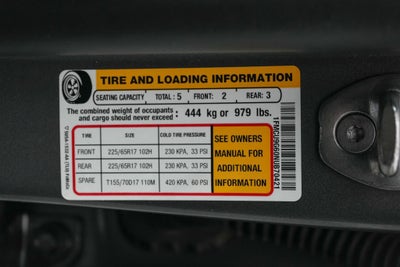 TIRE AND LOADING INFORMATION
SEATING CAPACITY TOTAL : 5 FRONT: 2 REAR: 3
The combined weight of occupants and cargo should never exceed : 444 kg or 979 lbs.
TIRE SIZE COLD TIRE PRESSURE
FRONT 225/65R17 102H 230 KPA, 33 PSI
REAR 225/65R17 102H 230 KPA, 33 PSI
SPARE T155/70D17 110M 420 KPA, 60 PSI
SEE OWNERS
MANUAL FOR
ADDITIONAL
INFORMATION